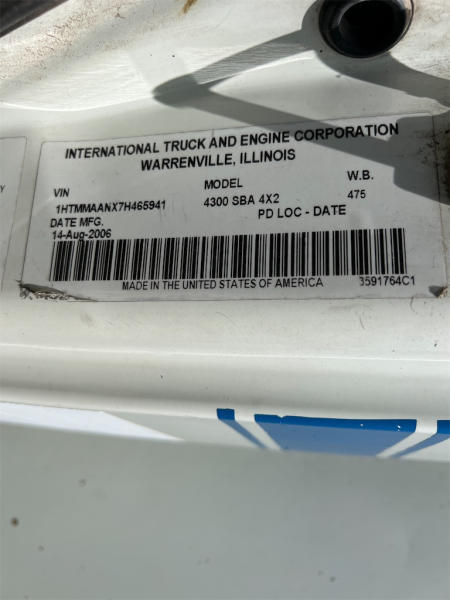 INTERNATIONAL TRUCK AND ENGINE CORPORATION
WARRENVILLE, ILLINOIS
VIN MODEL W.B.
1HTMMAANX7H465941 4300 SBA 4X2 475
DATE MFG. PD LOC - DATE
14-Aug-2006
MADE IN THE UNITED STATES OF AMERICA 3591764C1